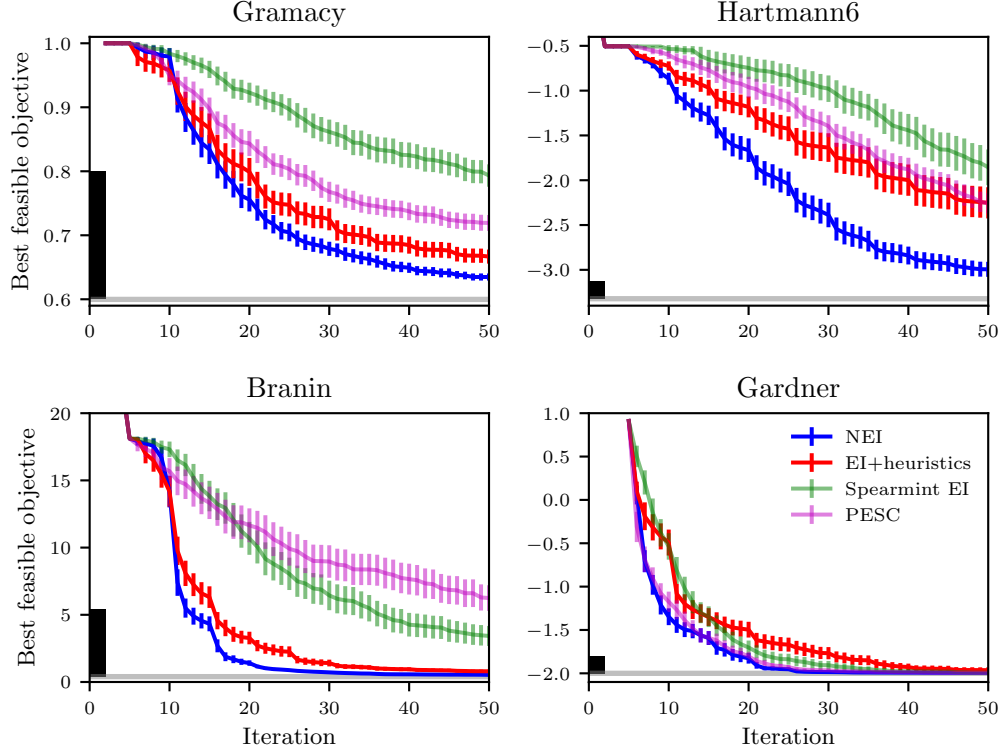 Gramacy
Best feasible objective
1.0
0.9
0.8
0.7
0.6
0 10 20 30 40 50
Hartmann6
−0.5
−1.0
−1.5
−2.0
−2.5
−3.0
0 10 20 30 40 50
Branin
Best feasible objective
20
15
10
5
0
0 10 20 30 40 50
Iteration
Gardner
1.0
0.5
0.0
−0.5
−1.0
−1.5
−2.0
NEI
EI+heuristics
Spearmint EI
PESC
0 10 20 30 40 50
Iteration